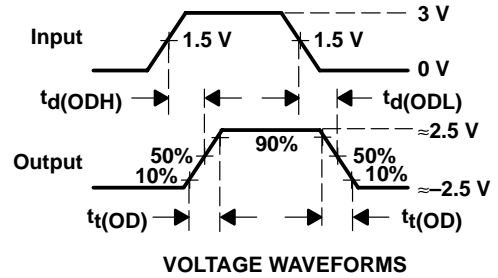 3 V
Input
1.5 V
1.5 V
0 V
td(ODH)
td(ODL)
≈2.5 V
90%
Output
50%
50%
10%
10%
≈–2.5 V
tt(OD)
tt(OD)
VOLTAGE WAVEFORMS